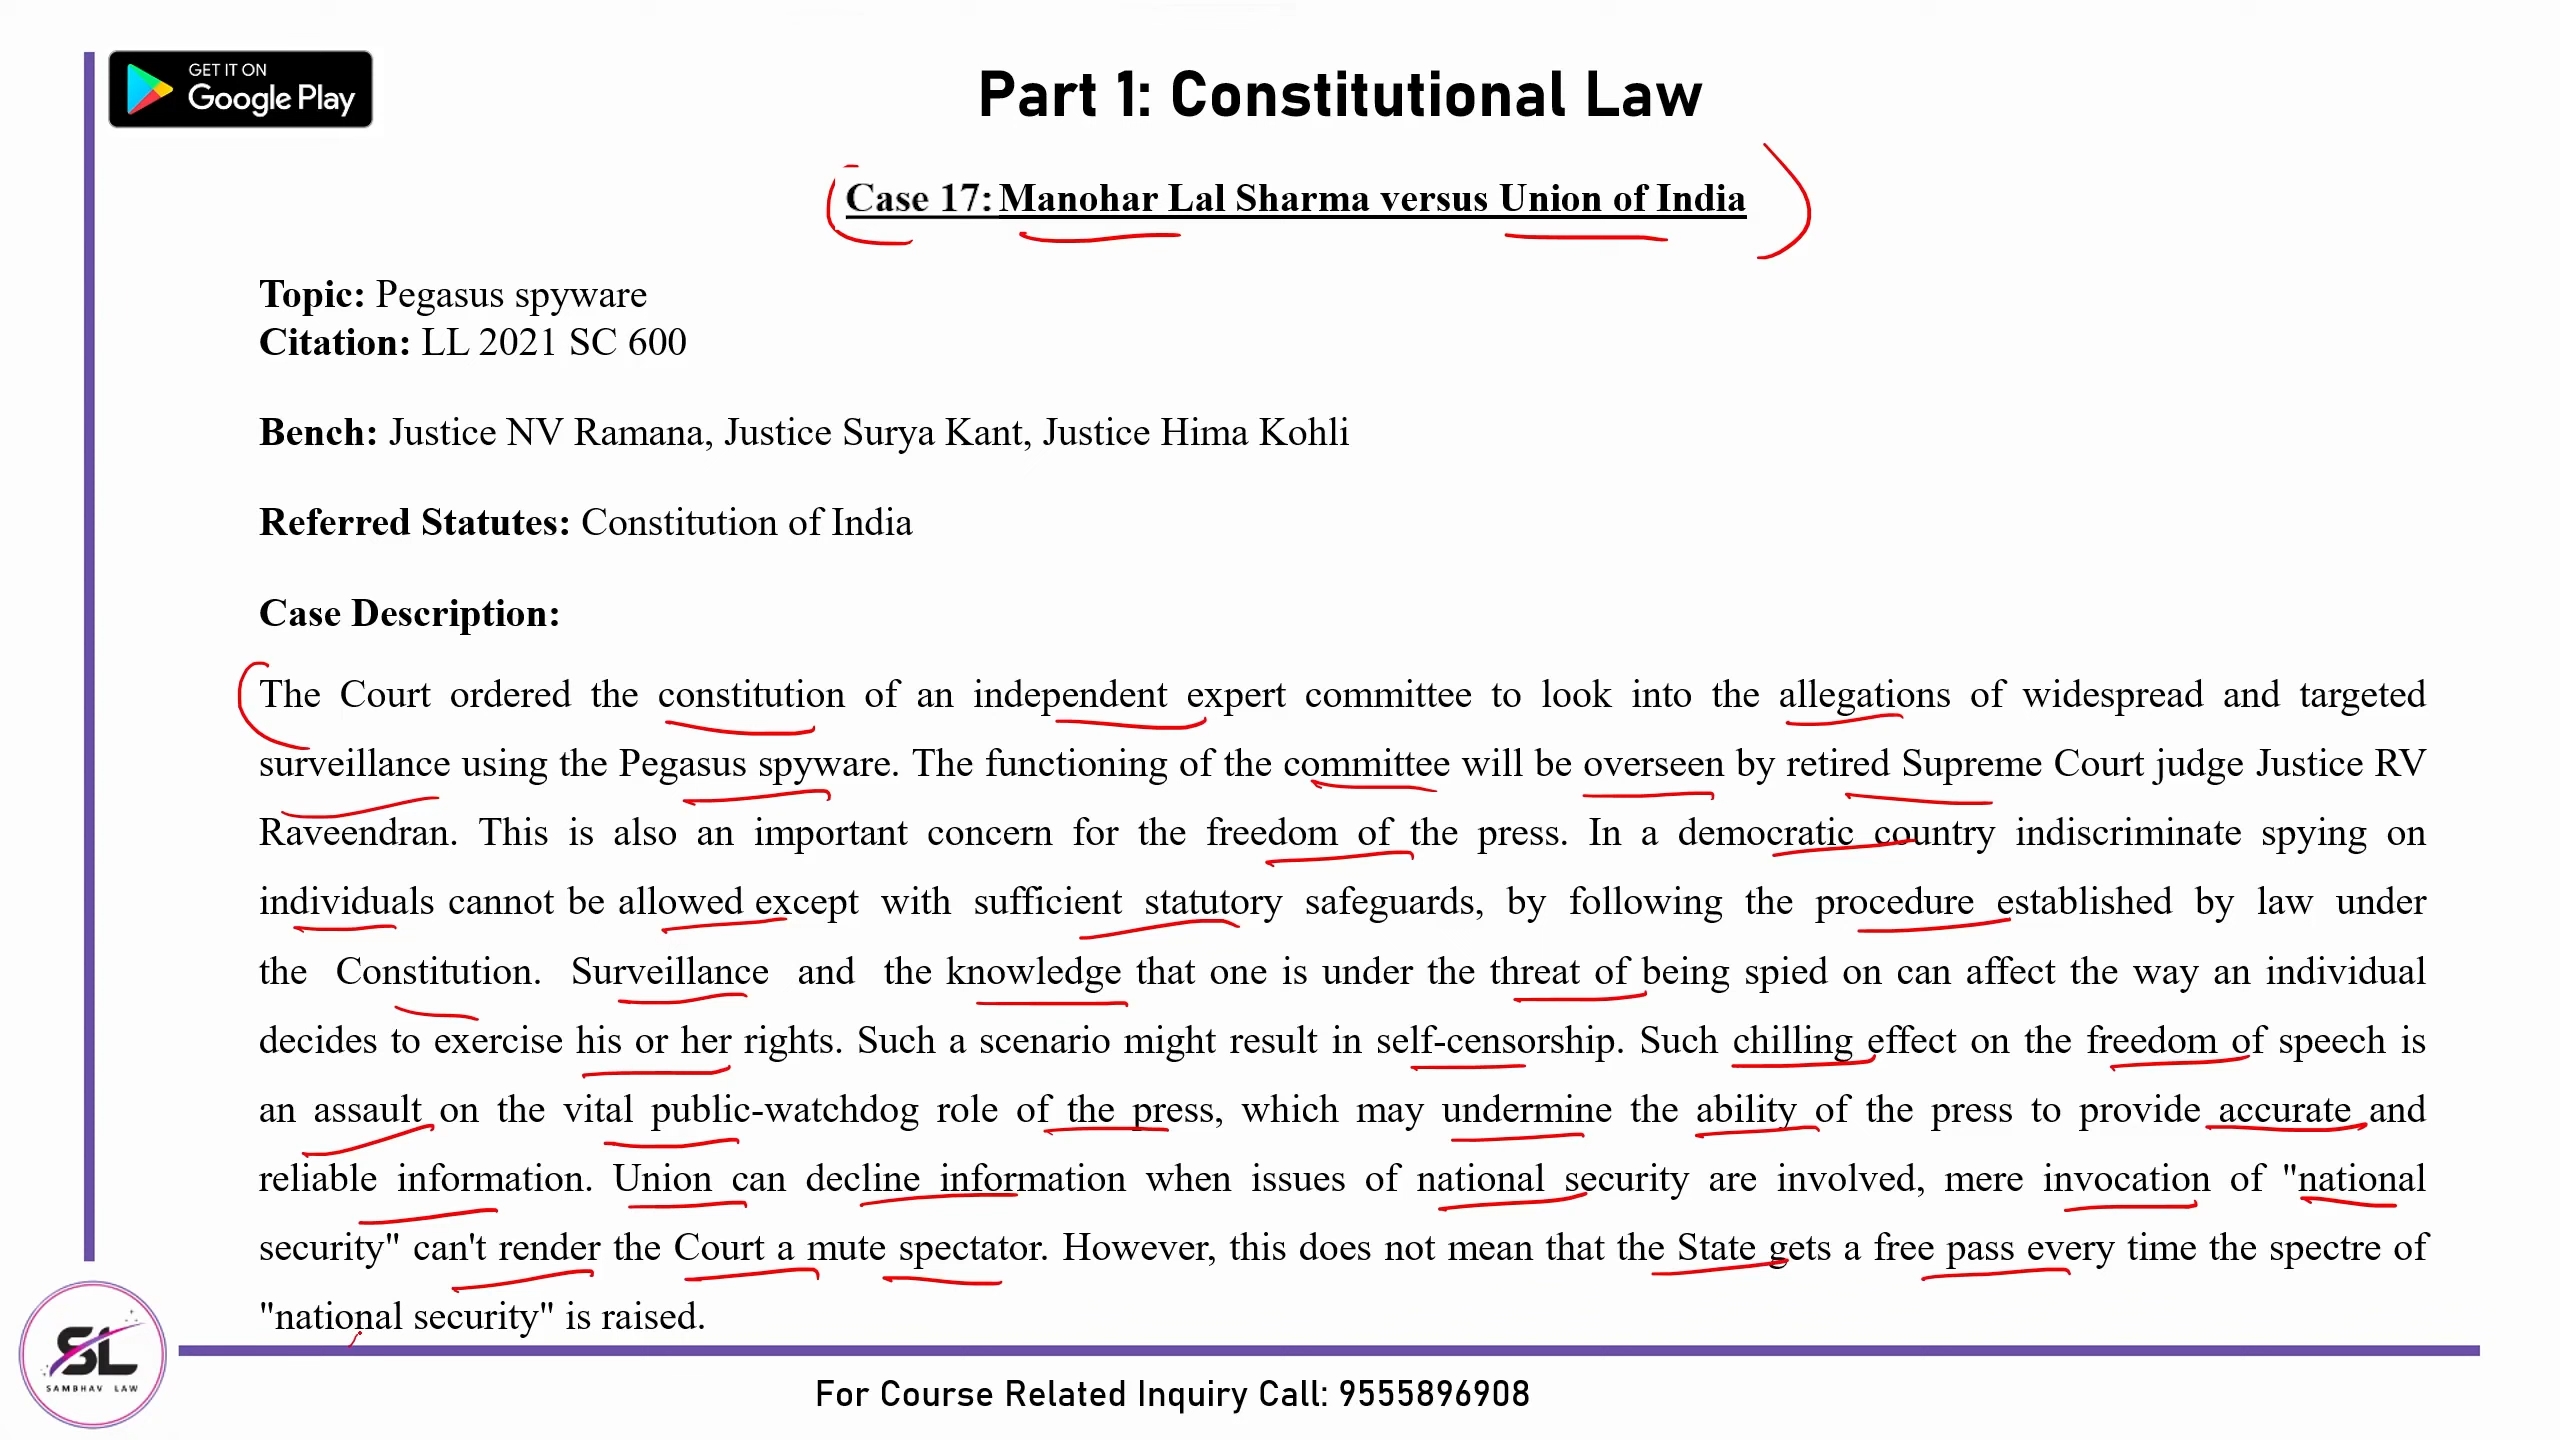 GET IT ON
Google Play
Part 1: Constitutional Law
Case 17: Manohar Lal Sharma versus Union of India
Topic: Pegasus spyware
Citation: LL 2021 SC 600
Bench: Justice NV Ramana, Justice Surya Kant, Justice Hima Kohli
Referred Statutes: Constitution of India
Case Description:
The Court ordered the constitution of an independent expert committee to look into the allegations of widespread and targeted
surveillance using the Pegasus spyware. The functioning of the committee will be overseen by retired Supreme Court judge Justice RV
Raveendran. This is also an important concern for the freedom of the press. In a democratic country indiscriminate spying on
individuals cannot be allowed except with sufficient statutory safeguards, by following the procedure established by law under
the Constitution. Surveillance and the knowledge that one is under the threat of being spied on can affect the way an individual
decides to exercise his or her rights. Such a scenario might result in self-censorship. Such chilling effect on the freedom of speech is
an assault on the vital public-watchdog role of the press, which may undermine the ability of the press to provide accurate and
reliable information. Union can decline information when issues of national security are involved, mere invocation of "national
security" can't render the Court a mute spectator. However, this does not mean that the State gets a free pass every time the spectre of
"national security" is raised.
SL
SAMBHAV LAW
For Course Related Inquiry Call: 9555896908